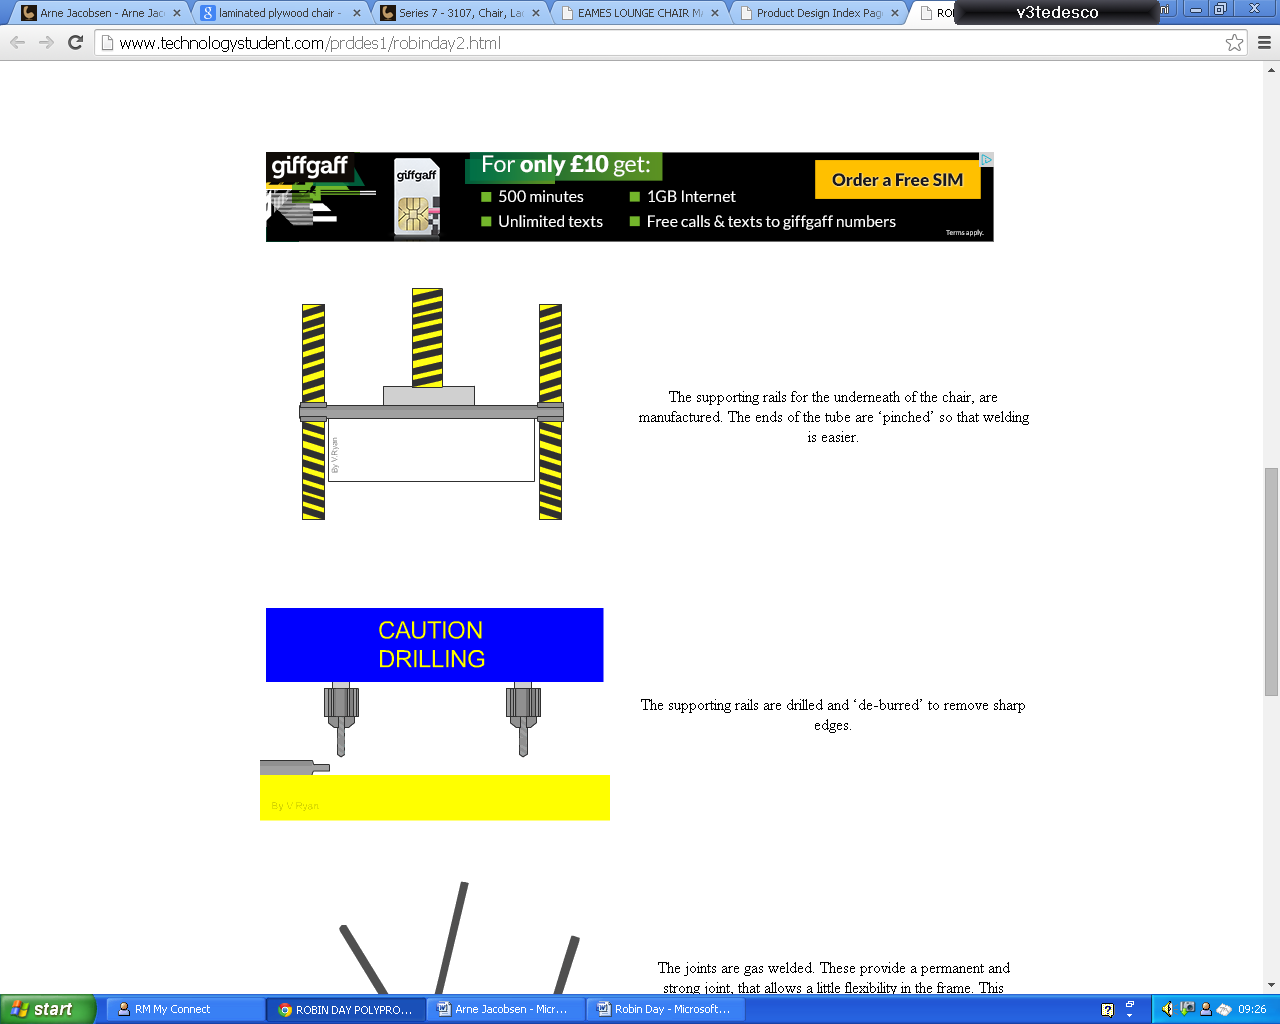 Arne Jacobsen - Arne Jac
laminated plywood chair -
Series 7 - 3107, Chair, La
EAMES LOUNGE CHAIR M
Product Design Index Pag
RO
v3tedesco
www.technologystudent.com/prddes1/robinday2.html
giffgaff
giffgaff
For only £10 get:
500 minutes
1GB Internet
Unlimited texts
Free calls & texts to giffgaff numbers
Order a Free SIM
Terms apply.
By V.Ryan
The supporting rails for the underneath of the chair, are
manufactured. The ends of the tube are ‘pinched’ so that welding
is easier.
CAUTION
DRILLING
By V.Ryan
The supporting rails are drilled and ‘de-burred’ to remove sharp
edges.
The joints are gas welded. These provide a permanent and
strong joint, that allows a little flexibility in the frame. This
start
RM My Connect
ROBIN DAY POLYPRO...
Arne Jacobsen - Micr...
Robin Day - Microsoft...
09:26